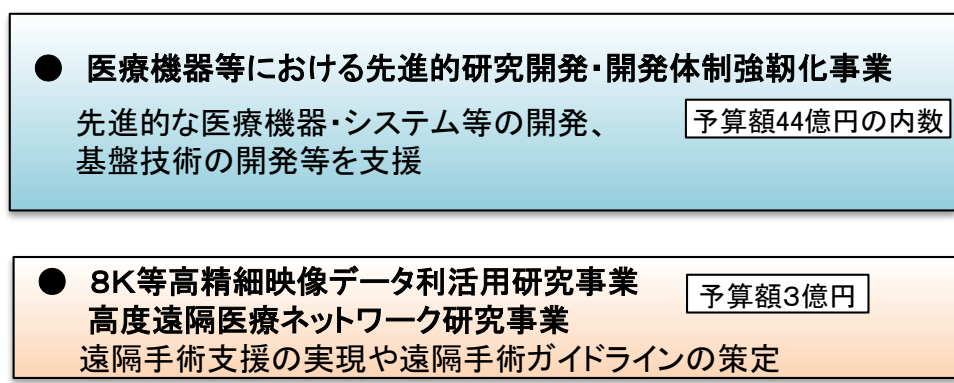 ● 医療機器等における先進的研究開発・開発体制強靭化事業
先進的な医療機器・システム等の開発、
基盤技術の開発等を支援
予算額44億円の内数
● 8K等高精細映像データ利活用研究事業
高度遠隔医療ネットワーク研究事業
予算額3億円
遠隔手術支援の実現や遠隔手術ガイドラインの策定